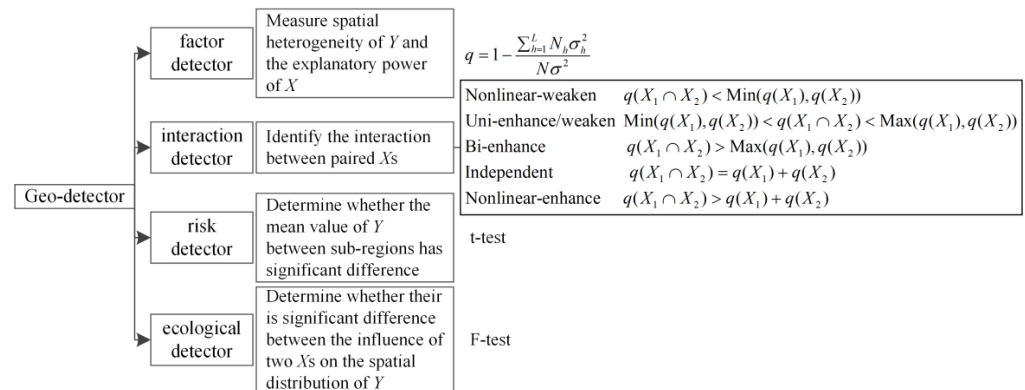 Geo-detector
factor
detector
Measure spatial
heterogeneity of Y and
the explanatory power
of X
q = 1 − \frac{\sum_{h=1}^{L} N_h σ_h^2}{Nσ^2}
interaction
detector
Identify the interaction
between paired Xs
Nonlinear-weaken q(X₁ ∩ X₂) < Min(q(X₁), q(X₂))
Uni-enhance/weaken Min(q(X₁), q(X₂)) < q(X₁ ∩ X₂) < Max(q(X₁), q(X₂))
Bi-enhance q(X₁ ∩ X₂) > Max(q(X₁), q(X₂))
Independent q(X₁ ∩ X₂) = q(X₁) + q(X₂)
Nonlinear-enhance q(X₁ ∩ X₂) > q(X₁) + q(X₂)
risk
detector
Determine whether the
mean value of Y
between sub-regions has
significant difference
t-test
ecological
detector
Determine whether their
is significant difference
between the influence of
two Xs on the spatial
distribution of Y
F-test